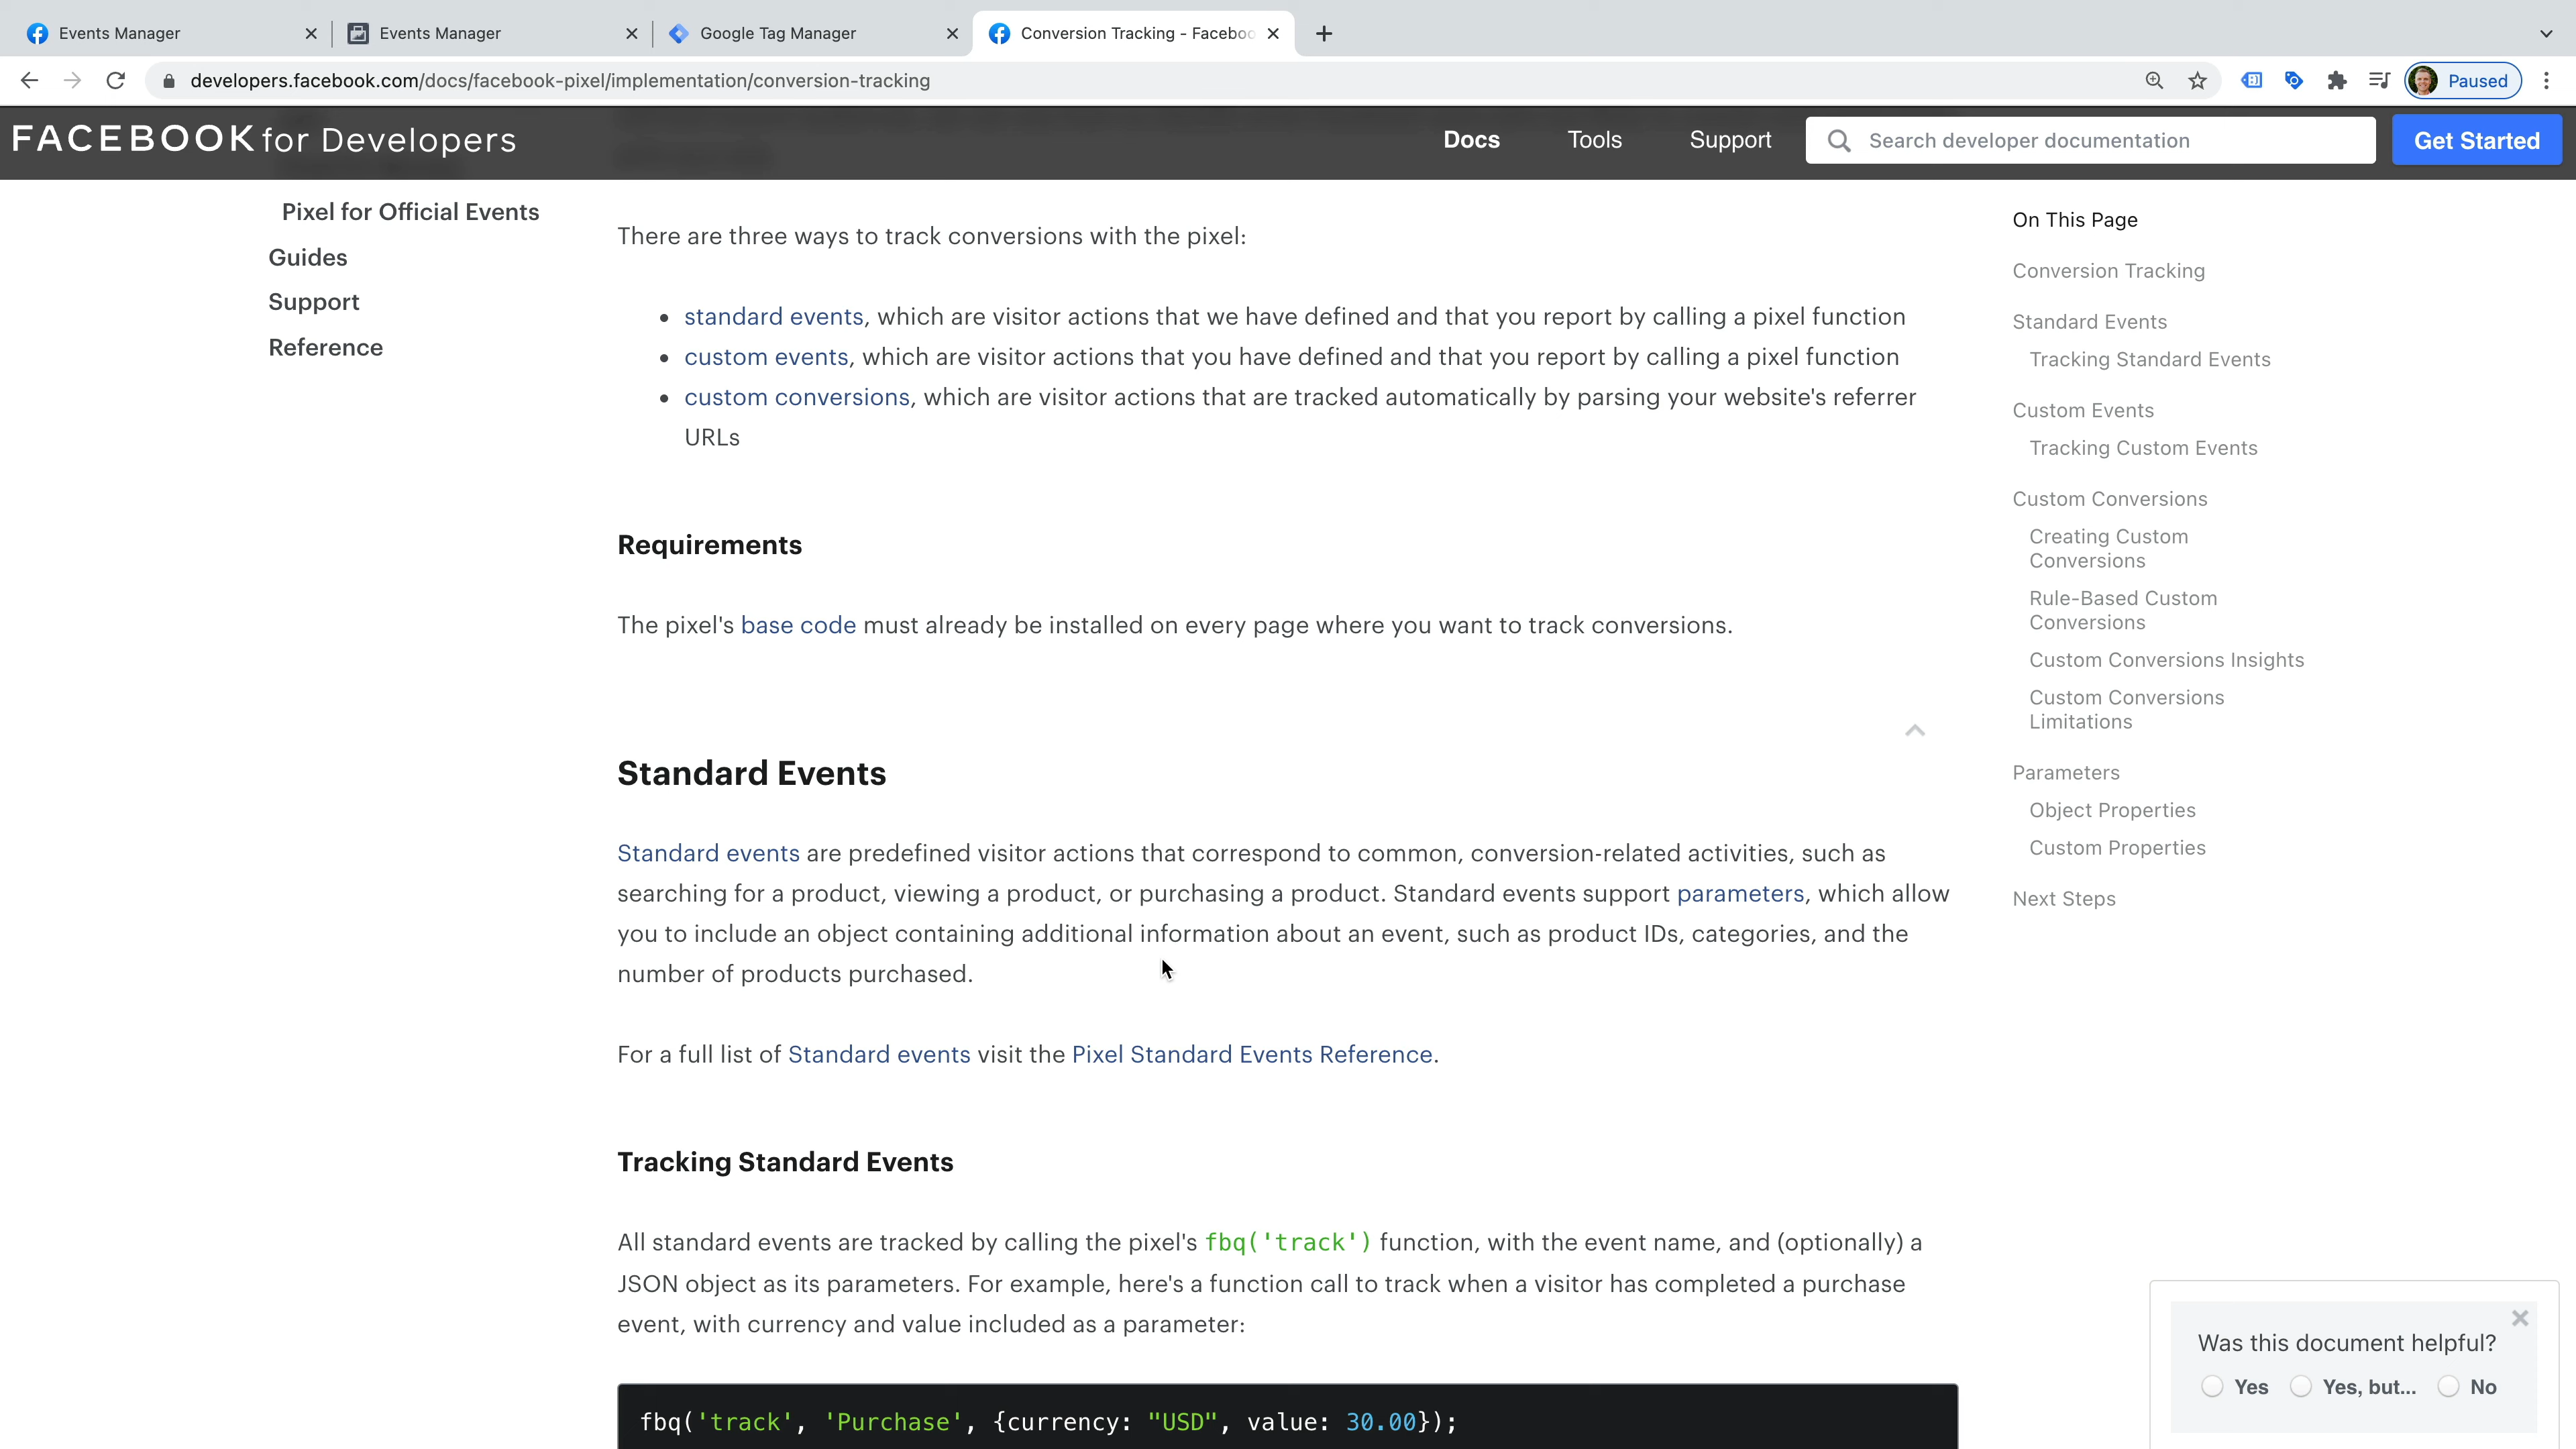 Events Manager
Events Manager
Google Tag Manager
Conversion Tracking - Faceboo
developers.facebook.com/docs/facebook-pixel/implementation/conversion-tracking
Paused
FACEBOOK for Developers
Docs
Tools
Support
Search developer documentation
Get Started
Pixel for Official Events
Guides
Support
Reference
There are three ways to track conversions with the pixel:
standard events, which are visitor actions that we have defined and that you report by calling a pixel function
custom events, which are visitor actions that you have defined and that you report by calling a pixel function
custom conversions, which are visitor actions that are tracked automatically by parsing your website's referrer
URLs
Requirements
The pixel's base code must already be installed on every page where you want to track conversions.
Standard Events
Standard events are predefined visitor actions that correspond to common, conversion-related activities, such as
searching for a product, viewing a product, or purchasing a product. Standard events support parameters, which allow
you to include an object containing additional information about an event, such as product IDs, categories, and the
number of products purchased.
For a full list of Standard events visit the Pixel Standard Events Reference.
Tracking Standard Events
All standard events are tracked by calling the pixel's fbq('track') function, with the event name, and (optionally) a
JSON object as its parameters. For example, here's a function call to track when a visitor has completed a purchase
event, with currency and value included as a parameter:
fbq('track', 'Purchase', {currency: "USD", value: 30.00});
On This Page
Conversion Tracking
Standard Events
Tracking Standard Events
Custom Events
Tracking Custom Events
Custom Conversions
Creating Custom
Conversions
Rule-Based Custom
Conversions
Custom Conversions Insights
Custom Conversions
Limitations
Parameters
Object Properties
Custom Properties
Next Steps
Was this document helpful?
Yes
Yes, but...
No